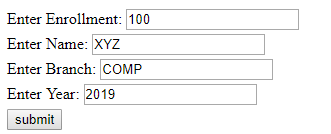 Enter Enrollment: 100
Enter Name: XYZ
Enter Branch: COMP
Enter Year: 2019
submit